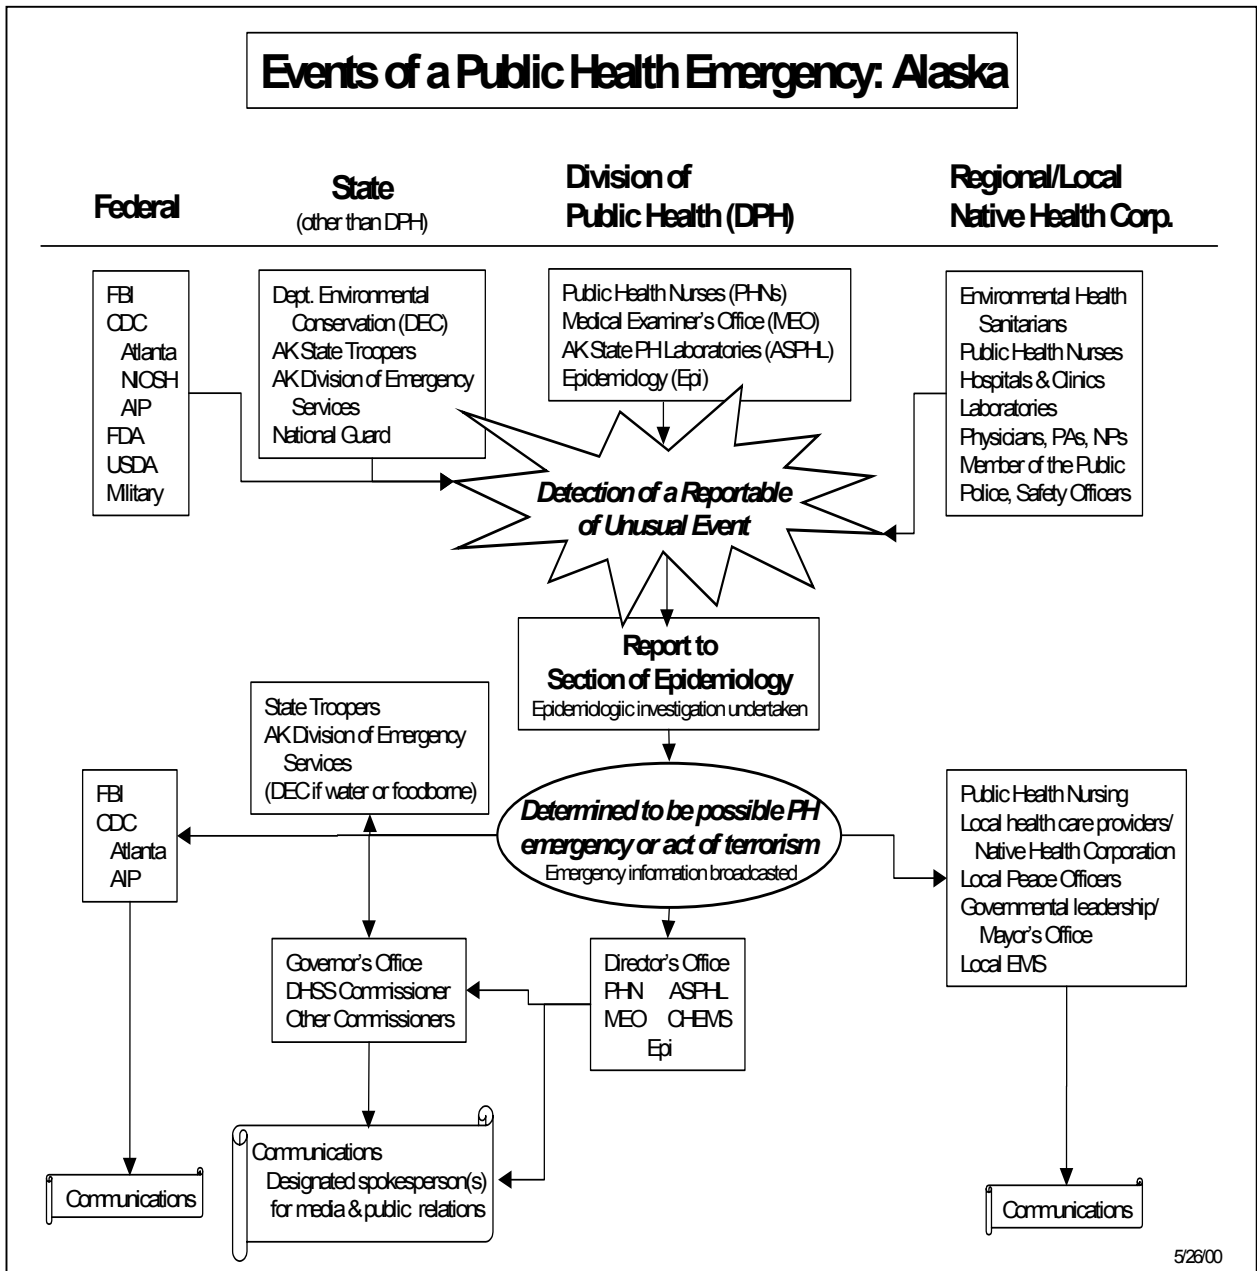 Events of a Public Health Emergency: Alaska
Federal
State
(other than DPH)
Division of
Public Health (DPH)
Regional/Local
Native Health Corp.
FBI
CDC
Atlanta
NIOSH
AIP
FDA
USDA
Military
Dept. Environmental
Conservation (DEC)
AK State Troopers
AK Division of Emergency
Services
National Guard
Public Health Nurses (PHNs)
Medical Examiner's Office (MEO)
AK State PH Laboratories (ASPHL)
Epidemiology (Epi)
Environmental Health
Sanitarians
Public Health Nurses
Hospitals & Clinics
Laboratories
Physicians, PAs, NPs
Member of the Public
Police, Safety Officers
Detection of a Reportable
of Unusual Event
Report to
Section of Epidemiology
Epidemiologiic investigation undertaken
State Troopers
AK Division of Emergency
Services
(DEC if water or foodborne)
FBI
CDC
Atlanta
AIP
Determined to be possible PH
emergency or act of terrorism
Emergency information broadcasted
Public Health Nursing
Local health care providers/
Native Health Corporation
Local Peace Officers
Governmental leadership/
Mayor's Office
Local EMS
Governor's Office
DHSS Commissioner
Other Commissioners
Director's Office
PHN ASPHL
MEO CHEMS
Epi
Communications
Communications
Designated spokesperson(s)
for media & public relations
Communications
5/26/00